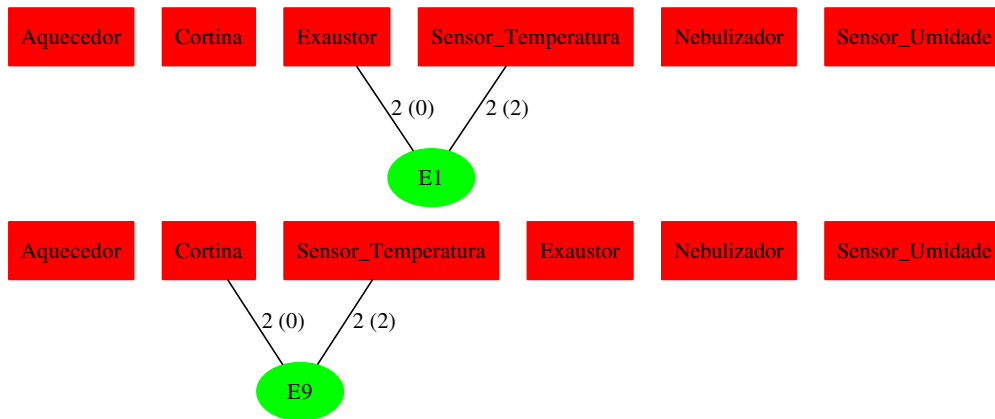 Aquecedor Cortina Exaustor Sensor_Temperatura Nebulizador Sensor_Umidade
2 (0) 2 (2)
E1
Aquecedor Cortina Sensor_Temperatura Exaustor Nebulizador Sensor_Umidade
2 (0) 2 (2)
E9